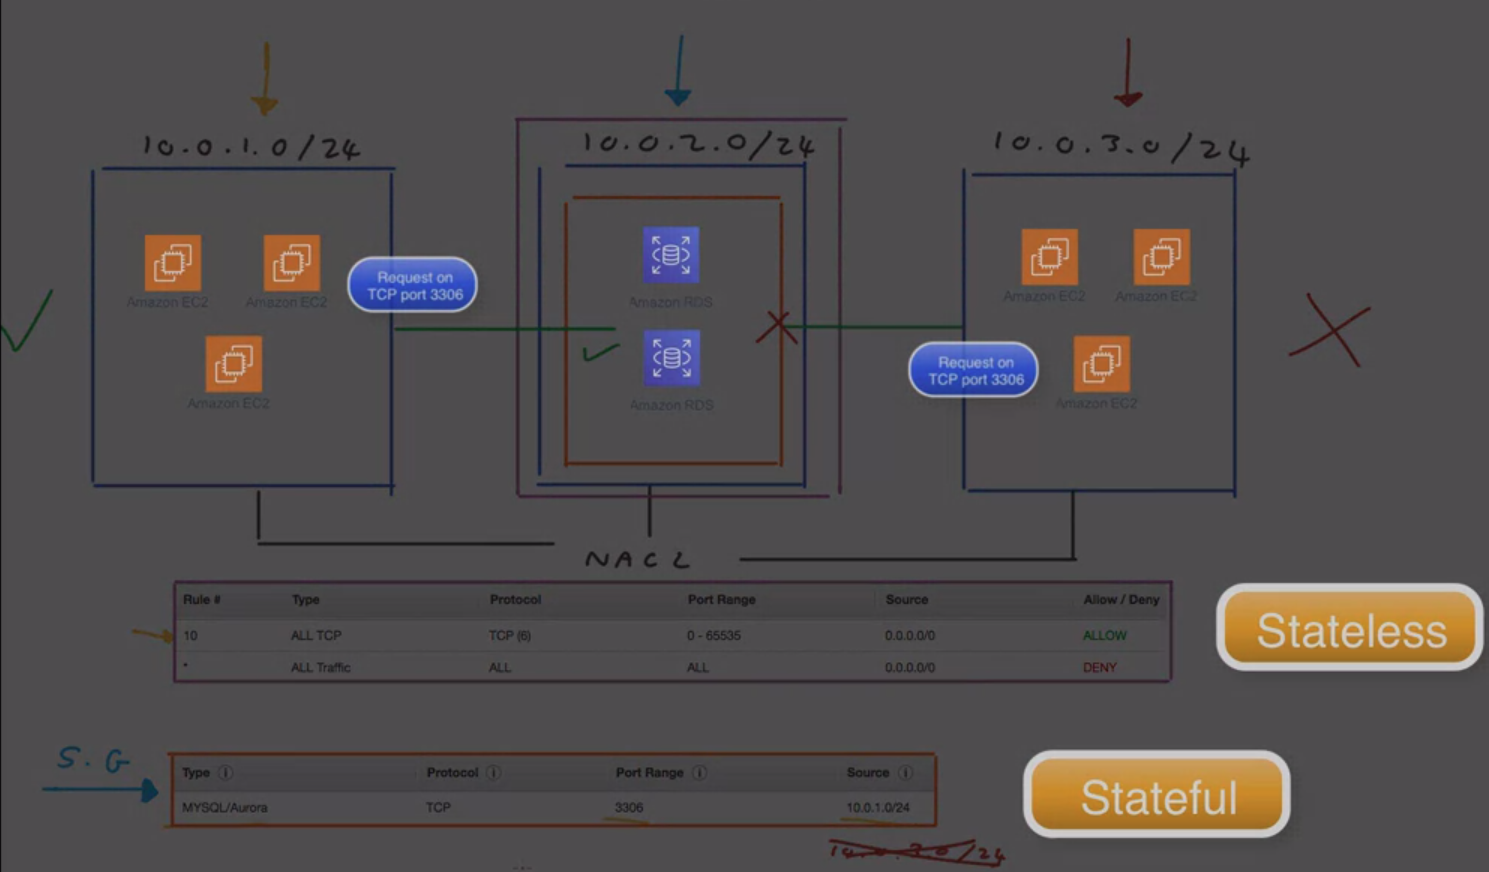 10.0.1.0/24
10.0.2.0/24
10.0.3.0/24
Amazon EC2
Amazon EC2
Amazon EC2
Request on
TCP port 3306
Amazon RDS
Amazon RDS
Amazon EC2
Amazon EC2
Amazon EC2
Request on
TCP port 3306
NACL
Rule # Type Protocol Port Range Source Allow / Deny
10 ALL TCP TCP (6) 0 - 65535 0.0.0.0/0 ALLOW
* ALL Traffic ALL ALL 0.0.0.0/0 DENY
Stateless
S.G
Type Protocol Port Range Source
MYSQL/Aurora TCP 3306 10.0.1.0/24
Stateful
10.0.3.0/24